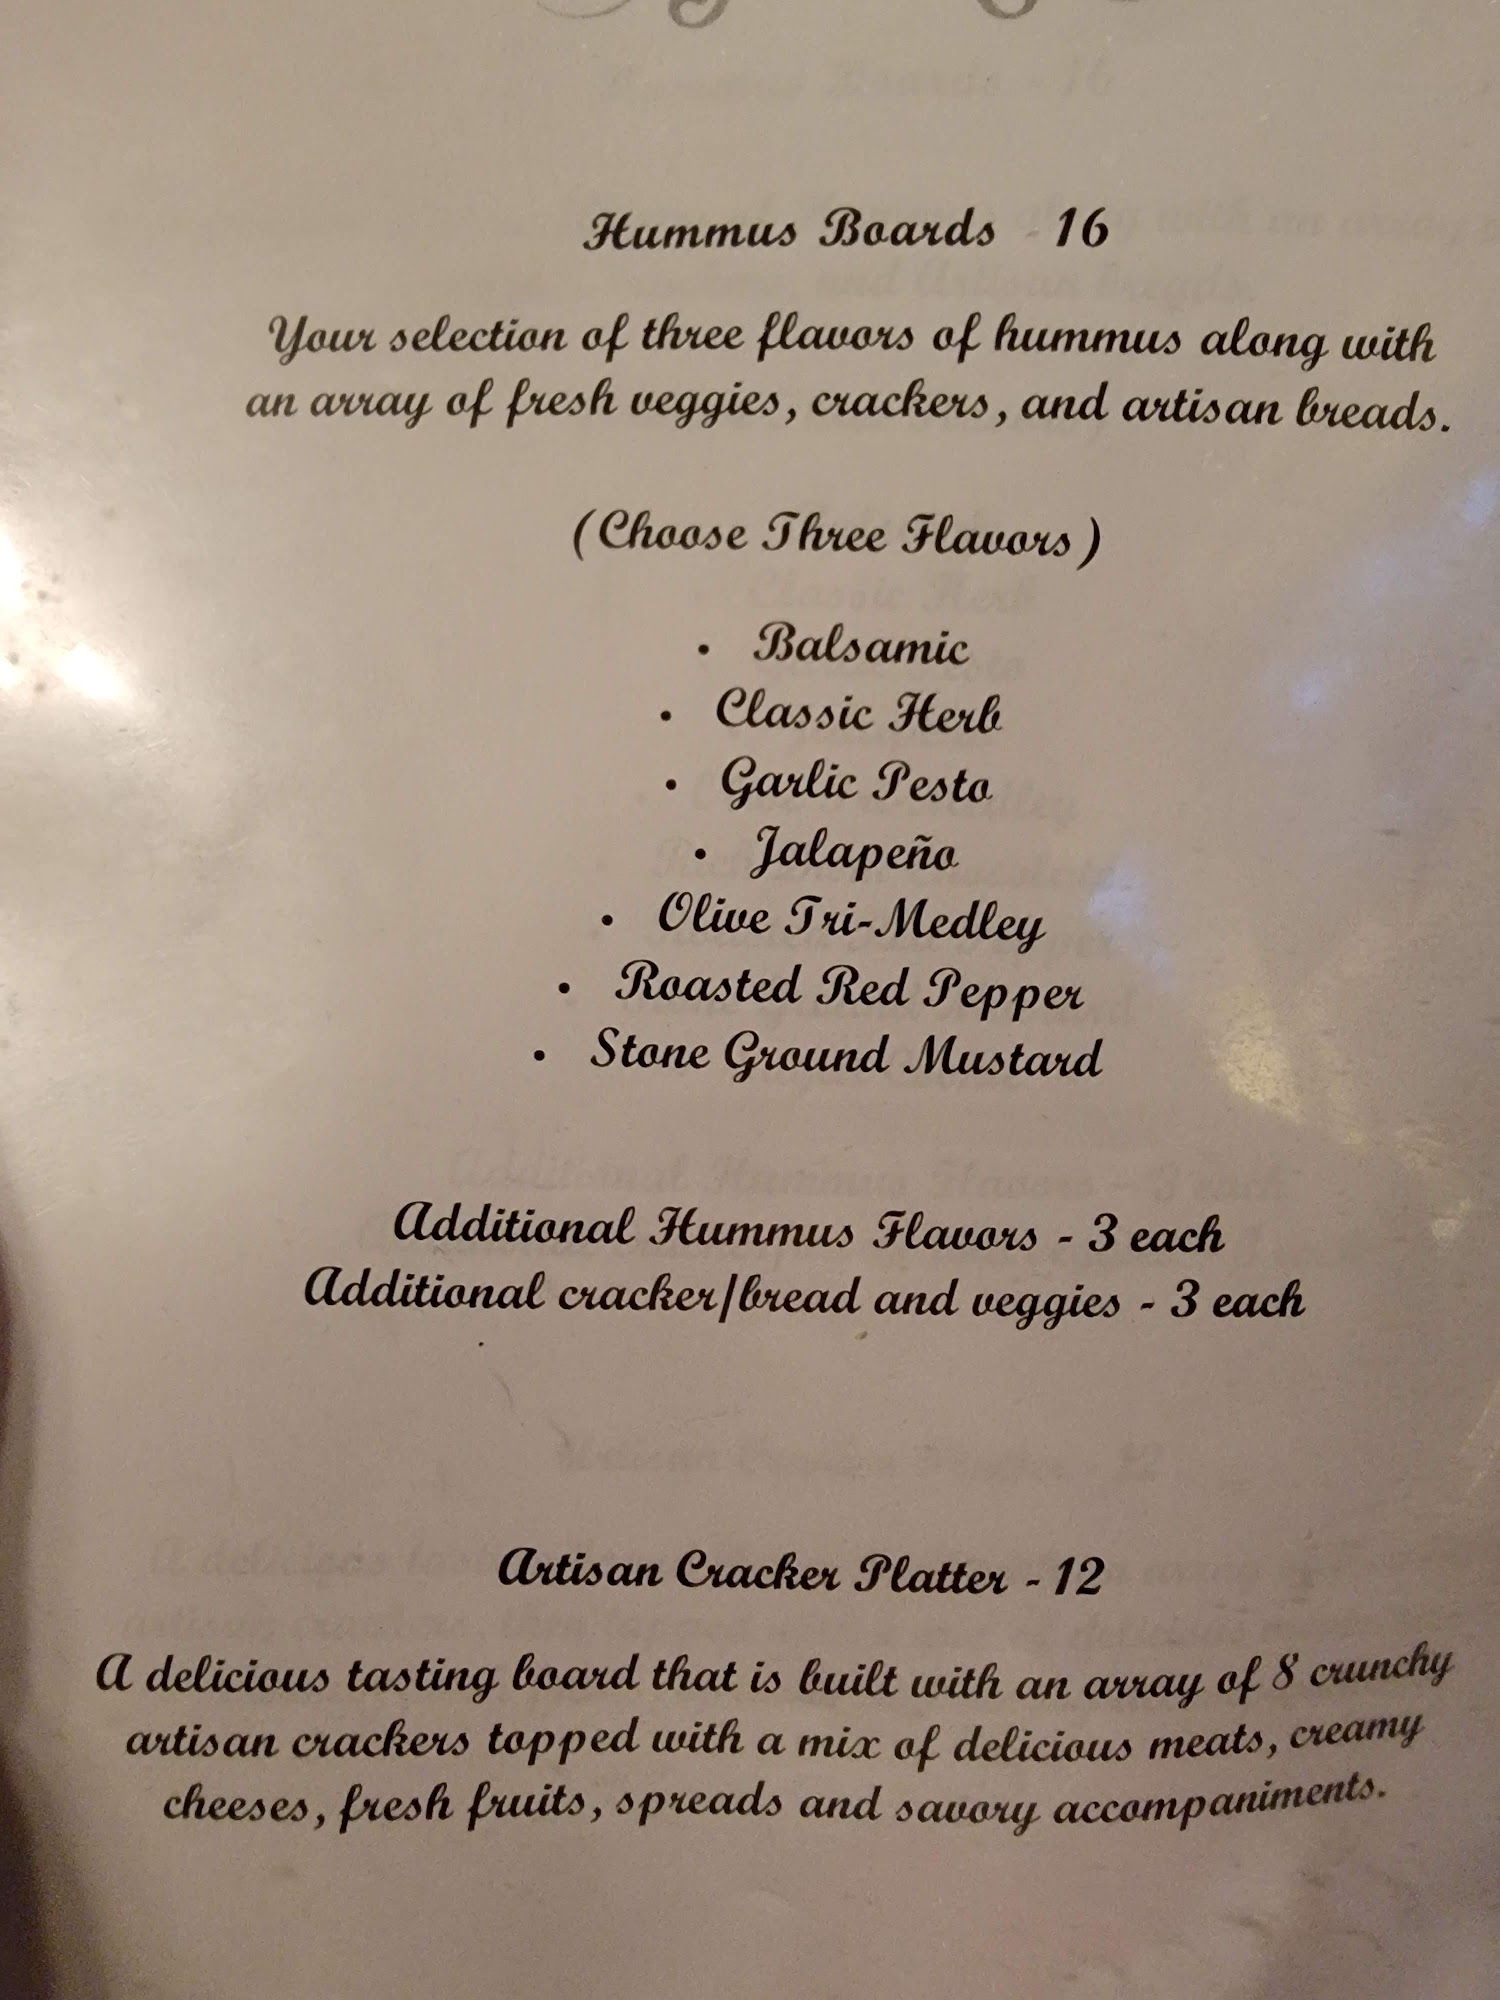 Hummus Boards - 16
Your selection of three flavors of hummus along with
an array of fresh veggies, crackers, and artisan breads.
(Choose Three Flavors)
• Balsamic
• Classic Herb
• Garlic Pesto
• Jalapeño
• Olive Tri-Medley
• Roasted Red Pepper
• Stone Ground Mustard
Additional Hummus Flavors - 3 each
Additional cracker/bread and veggies - 3 each
Artisan Cracker Platter - 12
A delicious tasting board that is built with an array of 8 crunchy
artisan crackers topped with a mix of delicious meats, creamy
cheeses, fresh fruits, spreads and savory accompaniments.